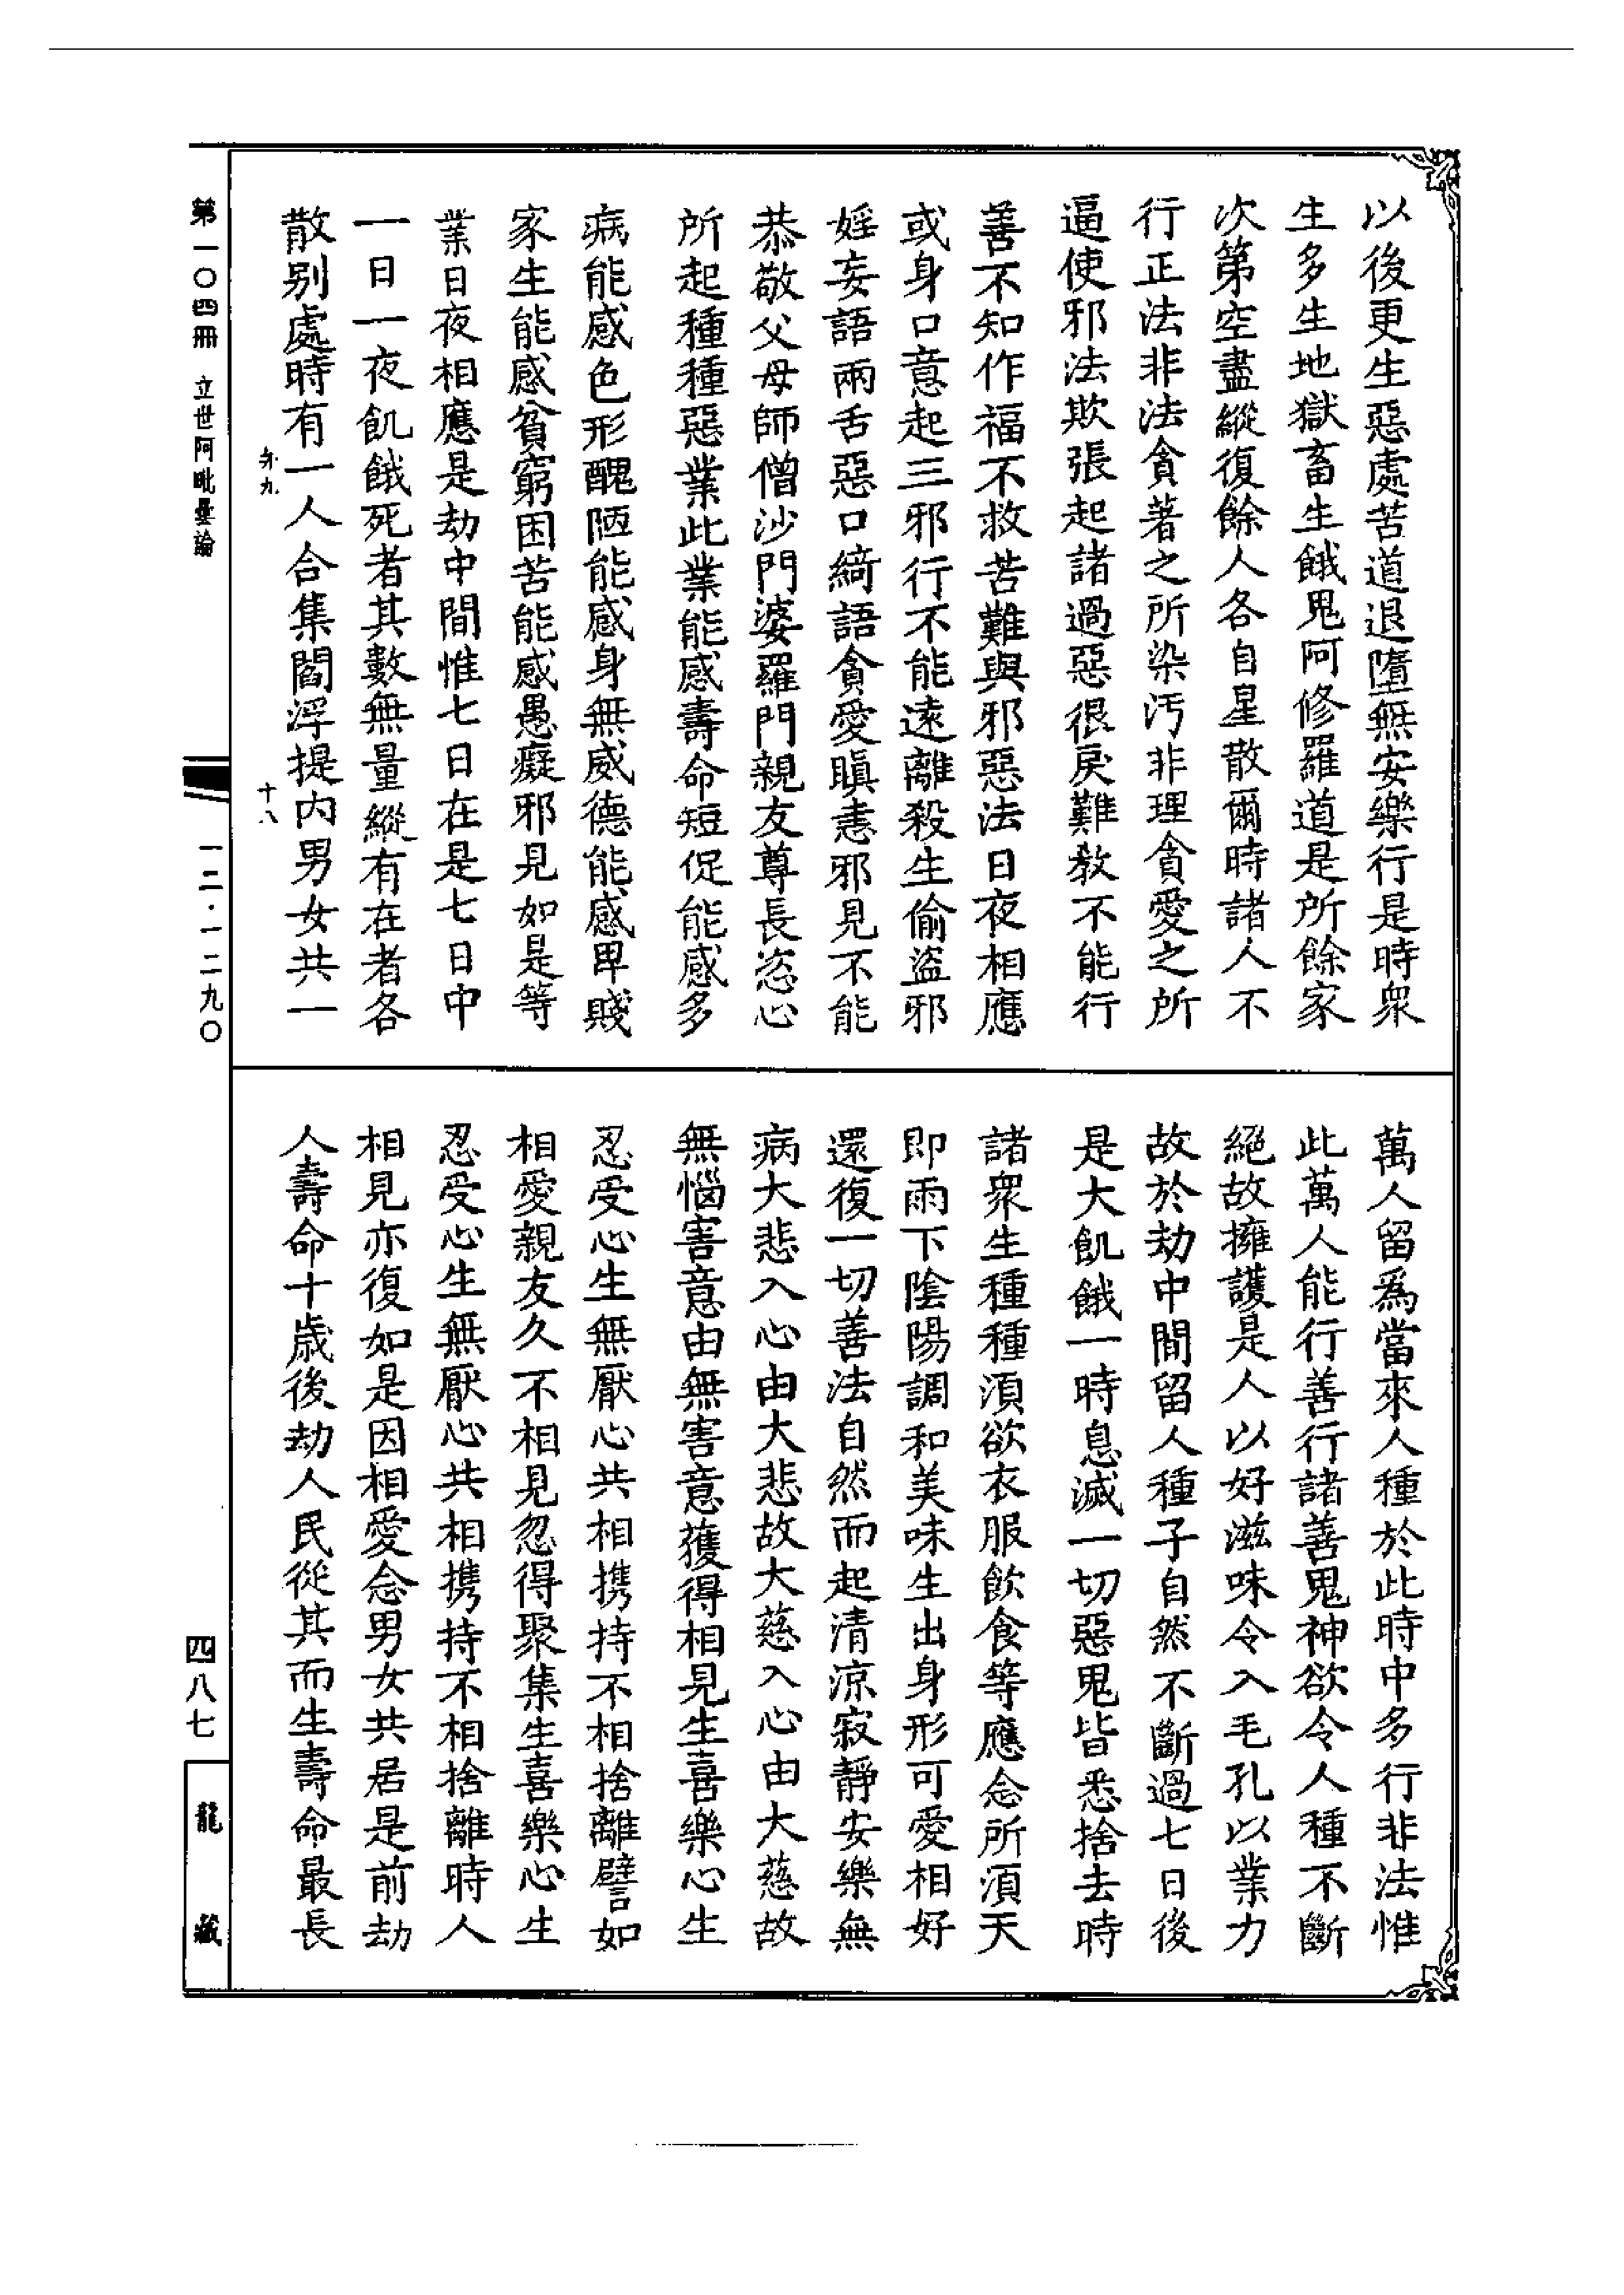 以後更生惡處苦道退墮無安樂行是時衆
生多生地獄畜生餓鬼阿修羅道是所餘家
次第空盡縱復餘人各自星散爾時諸人不
行正法非法貪著之所染污非理貪愛之所
逼使邪法欺張起諸過惡很戾難教不能行
善不知作福不救苦難與邪惡法日夜相應
或身口意起三邪行不能遠離殺生偷盜邪
婬妄語兩舌惡口綺語貪愛瞋恚邪見不能
恭敬父母師僧沙門婆羅門親友尊長恣心
所起種種惡業此業能感壽命短促能感多
病能感色形醜陋能感身無威德能感卑賤
家生能感貧窮困苦能感愚癡邪見如是等
業日夜相應是劫中間惟七日在是七日中
一日一夜飢餓死者其數無量縱有在者各
散別處時有一人合集閻浮提內男女共一
萬人留爲當來人種於此時中多行非法惟
此萬人能行善行諸善鬼神欲令人種不斷
絕故擁護是人以好滋味令入毛孔以業力
故於劫中間留人種子自然不斷過七日後
是大飢餓一時息滅一切惡鬼皆悉捨去時
諸衆生種種須欲衣服飲食等應念所須天
即雨下陰陽調和美味生出身形可愛相好
還復一切善法自然而起清涼寂靜安樂無
病大悲入心由大悲故大慈入心由大慈故
無惱害意由無害意獲得相見生喜樂心生
忍受心生無厭心共相携持不相捨離譬如
相愛親友久不相見忽得聚集生喜樂心生
忍受心生無厭心共相携持不相捨離時人
相見亦復如是因相愛念男女共居是前劫
人壽命十歲後劫人民從其而生壽命最長
第一〇四冊 立世阿毗曇論
弁九
十八
一二·一二九〇
四八七
龍藏